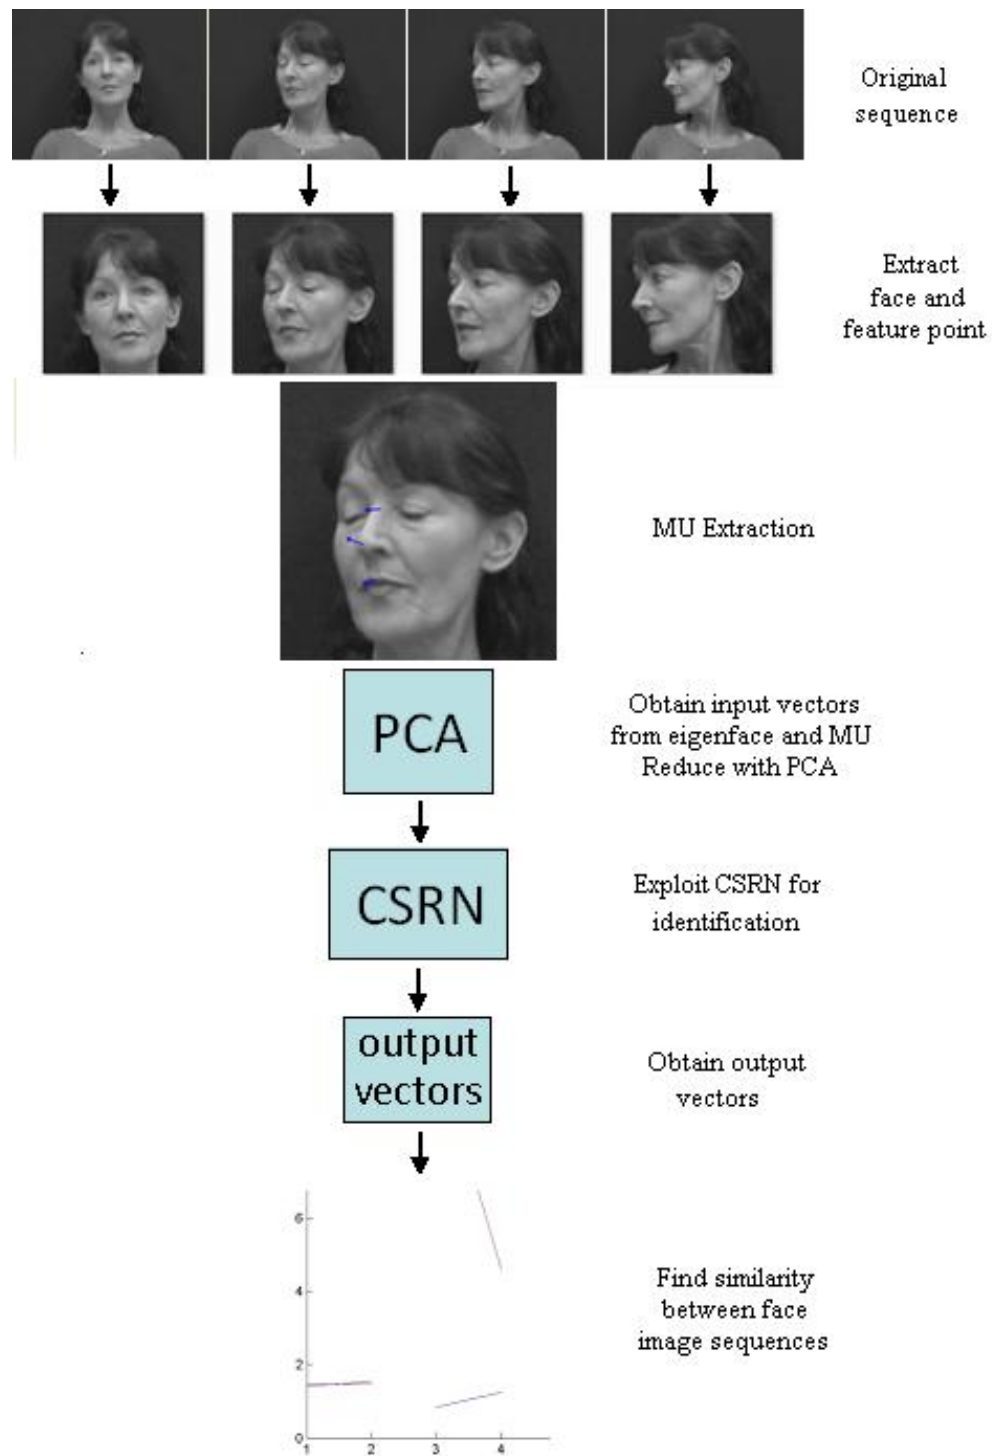 Original
sequence
Extract
face and
feature point
MU Extraction
PCA
Obtain input vectors
from eigenface and MU
Reduce with PCA
CSRN
Exploit CSRN for
identification
output
vectors
Obtain output
vectors
6
4
2
0
1 2 3 4
Find similarity
between face
image sequences